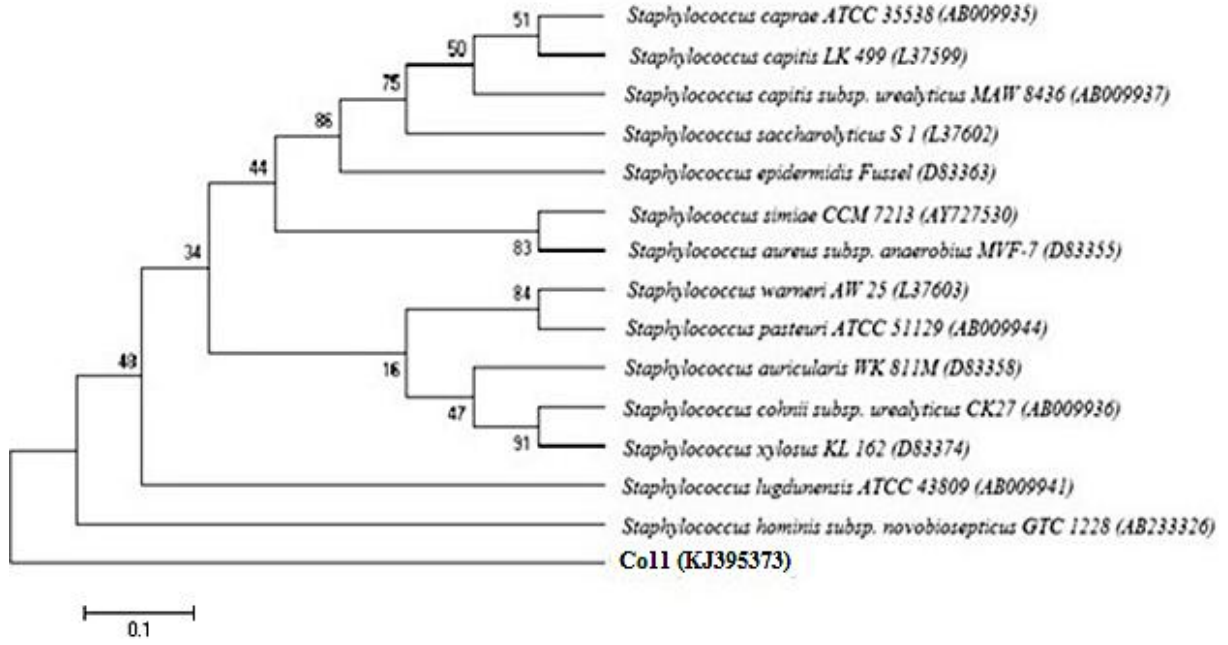 51
Staphylococcus caprae ATCC 35538 (AB009935)
50
Staphylococcus capitis LK 499 (L37599)
75
Staphylococcus capitis subsp. urealyticus MAW 8436 (AB009937)
86
Staphylococcus saccharolyticus S 1 (L37602)
44
Staphylococcus epidermidis Fussel (D83363)
Staphylococcus simiae CCM 7213 (AY727530)
34
83
Staphylococcus aureus subsp. anaerobius MVF-7 (D83355)
84
Staphylococcus warneri AW 25 (L37603)
Staphylococcus pasteuri ATCC 51129 (AB009944)
48
16
Staphylococcus auricularis WK 811M (D83358)
47
Staphylococcus cohnii subsp. urealyticus CK27 (AB009936)
91
Staphylococcus xylosus KL 162 (D83374)
Staphylococcus lugdunensis ATCC 43809 (AB009941)
Staphylococcus hominis subsp. novobiosepticus GTC 1228 (AB233326)
Co11 (KJ395373)
0.1